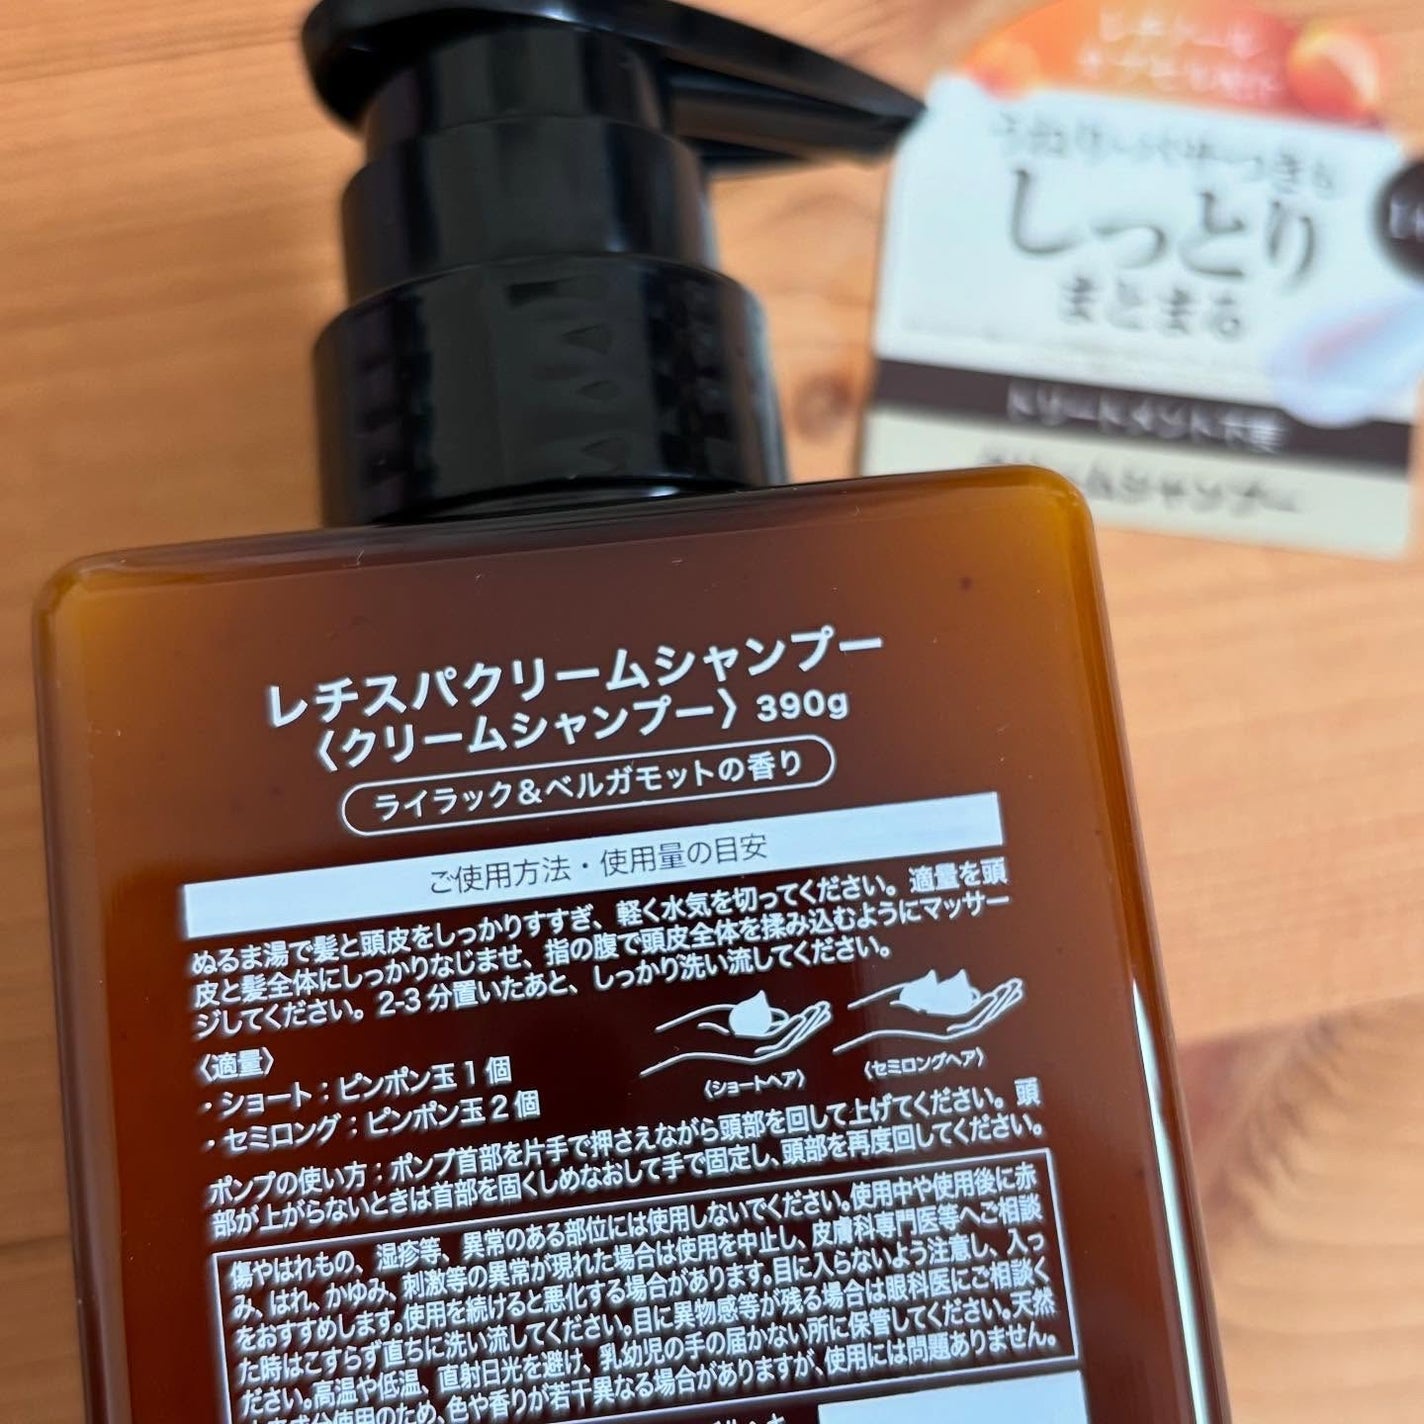 しっとり
まとまる
レチスパクリームシャンプー
〈クリームシャンプー〉390g
ライラック&ベルガモットの香り
ご使用方法・使用量の目安
ぬるま湯で髪と頭皮をしっかりすすぎ、軽く水気を切ってください。適量を頭
皮と髪全体にしっかりなじませ、指の腹で頭皮全体を揉み込むようにマッサー
ジしてください。2-3分置いたあと、しっかり洗い流してください。
〈適量〉
・ショート:ピンポン玉1個
・セミロング:ピンポン玉2個
〈ショートヘア〉
〈セミロングヘア〉
ポンプの使い方:ポンプ首部を片手で押さえながら頭部を回して上げてください。頭
部が上がらないときは首部を固くしめなおして手で固定し、頭部を再度回してください。
傷やはれもの、湿疹等、異常のある部位には使用しないでください。使用中や使用後に赤
み、はれ、かゆみ、刺激等の異常が現れた場合は使用を中止し、皮膚科専門医等へご相談
をおすすめします。使用を続けると悪化する場合があります。目に入らないよう注意し、入っ
た時はこすらず直ちに洗い流してください。目に異物感等が残る場合は眼科医にご相談く
ださい。高温や低温、直射日光を避け、乳幼児の手の届かない所に保管してください。天然
由来成分使用のため、色や香りが若干異なる場合がありますが、使用には問題ありません。